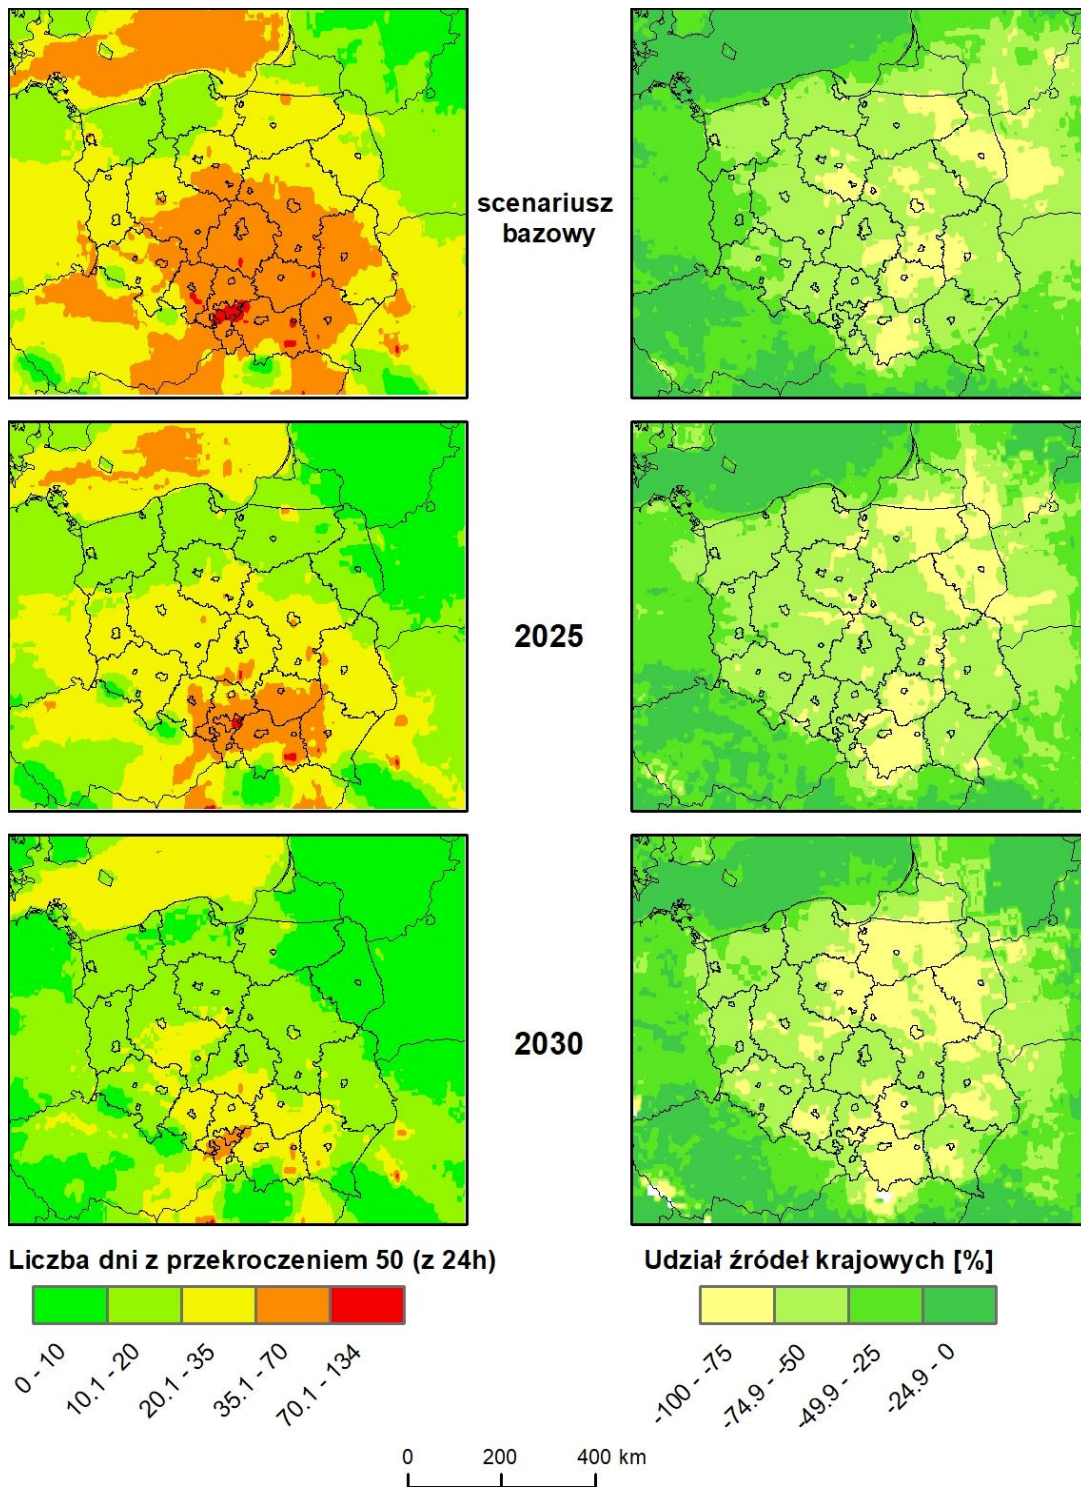 scenariusz
bazowy
2025
2030
Liczba dni z przekroczeniem 50 (z 24h)
0 - 10
10.1 - 20
20.1 - 35
35.1 - 70
70.1 - 134
Udział źródeł krajowych [%]
-100 - -75
-74.9 - -50
-49.9 - -25
-24.9 - 0
0 200 400 km